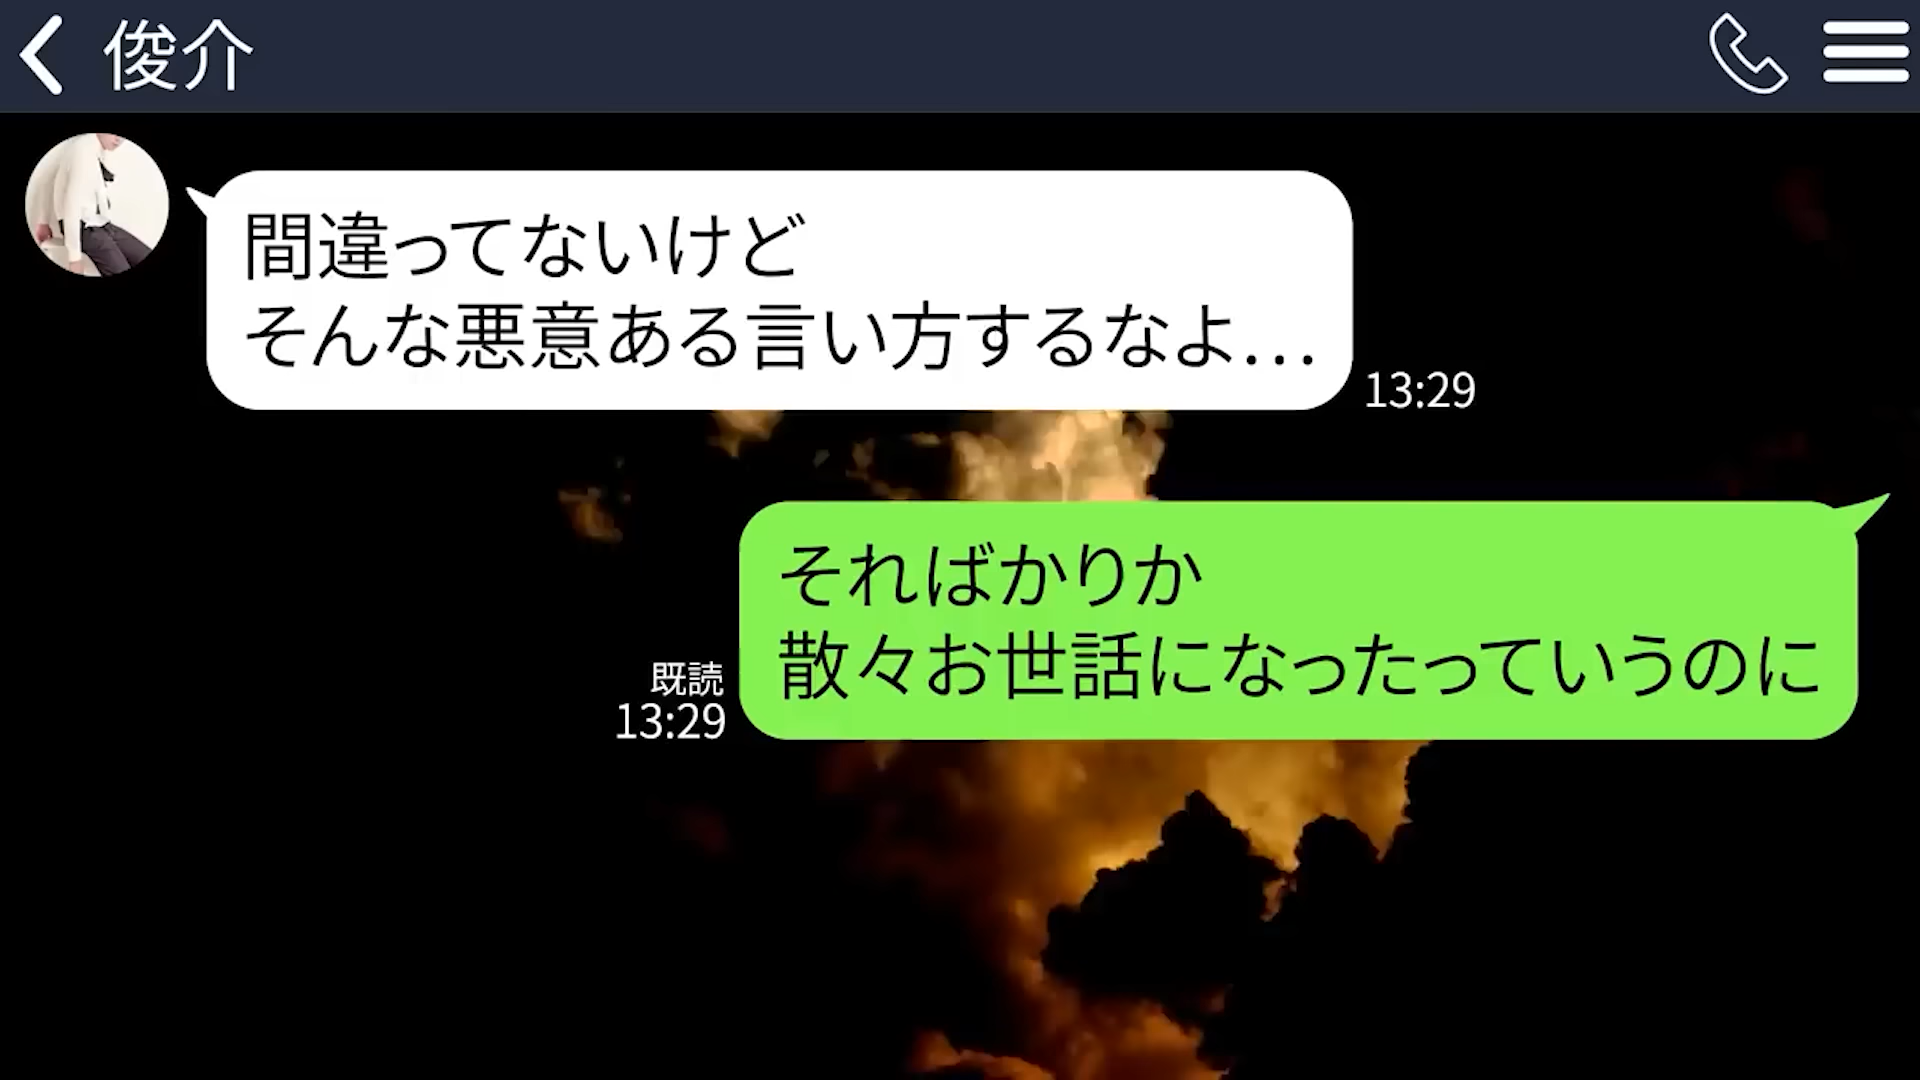 俊介
間違ってないけど
そんな悪意ある言い方するなよ…
13:29
そればかりか
散々お世話になったっていうのに
既読
13:29